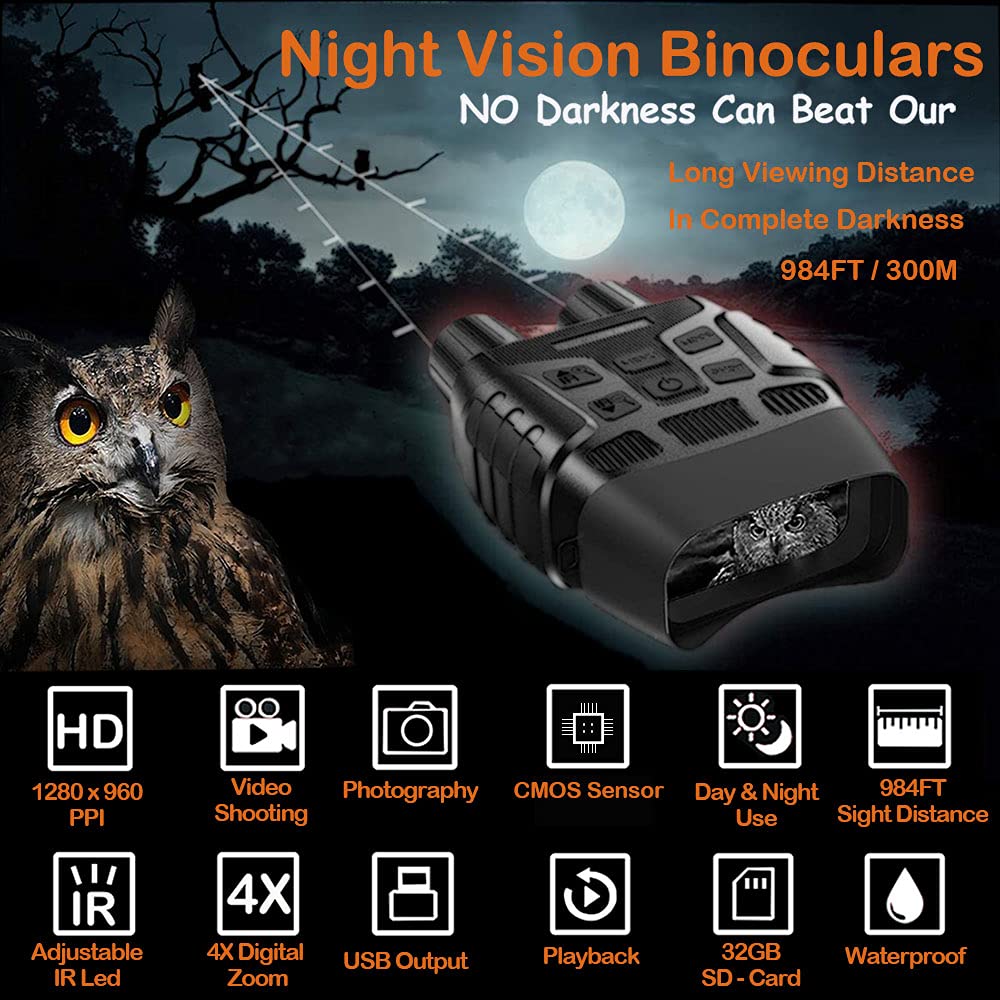 Night Vision Binoculars
NO Darkness Can Beat Our
Long Viewing Distance
In Complete Darkness
984FT / 300M
HD
1280 x 960
PPI
Video
Shooting
Photography
CMOS Sensor
Day & Night
Use
984FT
Sight Distance
IR
Adjustable
IR Led
4X
4X Digital
Zoom
USB Output
Playback
32GB
SD - Card
Waterproof